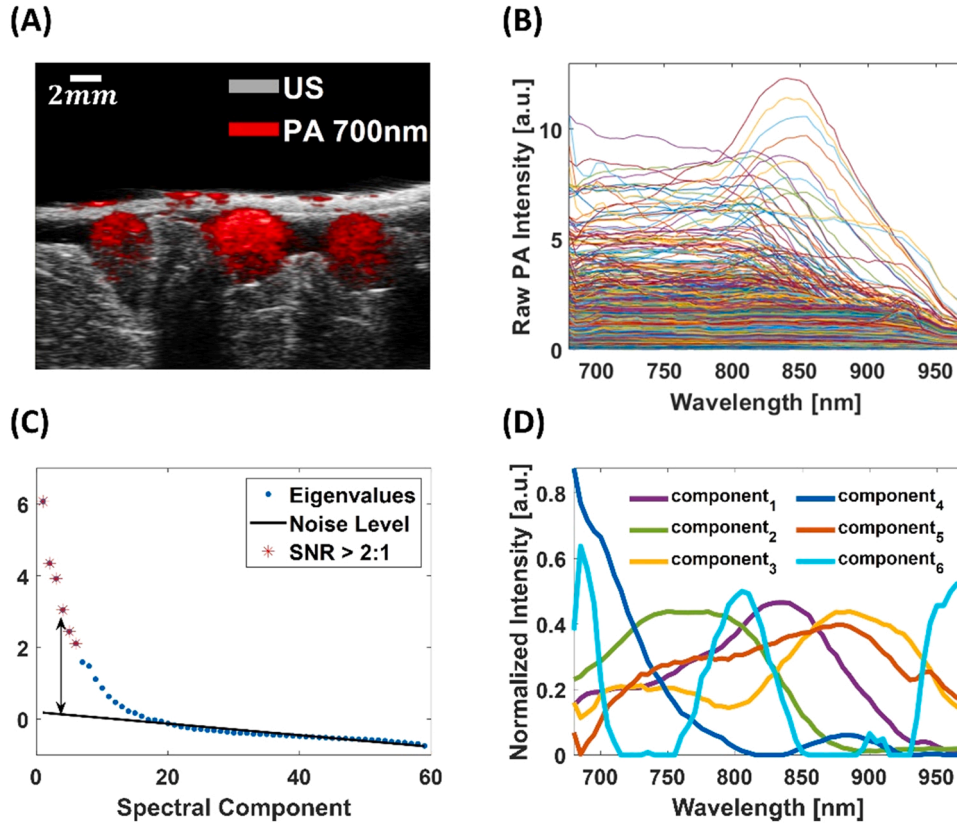 (A)
2mm
US
PA 700nm
(B)
Raw PA Intensity [a.u.]
10
5
0
700 750 800 850 900 950
Wavelength [nm]
(C)
6
4
2
0
Eigenvalues
Noise Level
SNR > 2:1
0 20 40 60
Spectral Component
(D)
Normalized Intensity [a.u.]
0.8
0.6
0.4
0.2
0
component1 component4
component2 component5
component3 component6
700 750 800 850 900 950
Wavelength [nm]